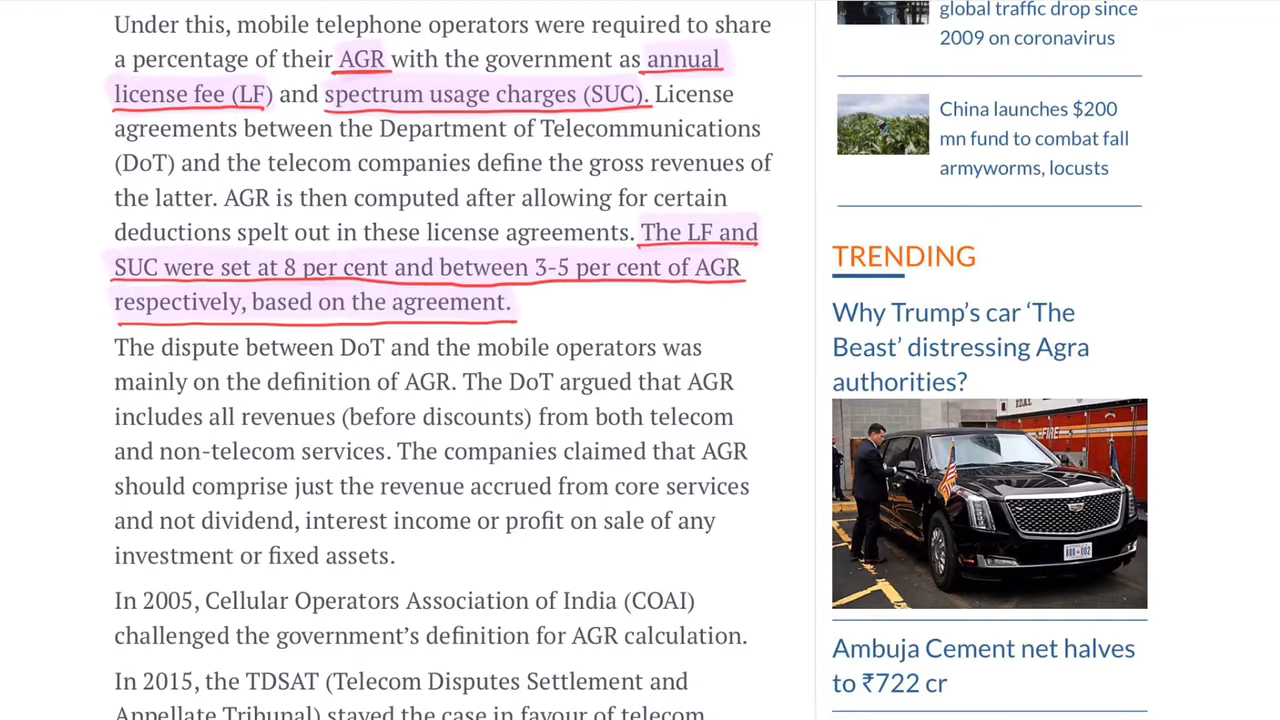 Under this, mobile telephone operators were required to share
a percentage of their AGR with the government as annual
license fee (LF) and spectrum usage charges (SUC). License
agreements between the Department of Telecommunications
(DoT) and the telecom companies define the gross revenues of
the latter. AGR is then computed after allowing for certain
deductions spelt out in these license agreements. The LF and
SUC were set at 8 per cent and between 3-5 per cent of AGR
respectively, based on the agreement.
The dispute between DoT and the mobile operators was
mainly on the definition of AGR. The DoT argued that AGR
includes all revenues (before discounts) from both telecom
and non-telecom services. The companies claimed that AGR
should comprise just the revenue accrued from core services
and not dividend, interest income or profit on sale of any
investment or fixed assets.
In 2005, Cellular Operators Association of India (COAI)
challenged the government’s definition for AGR calculation.
In 2015, the TDSAT (Telecom Disputes Settlement and
Appellate Tribunal) stayed the case in favour of telecom
global traffic drop since
2009 on coronavirus
China launches $200
mn fund to combat fall
armyworms, locusts
TRENDING
Why Trump’s car ‘The
Beast’ distressing Agra
authorities?
FIRE
800-002
Ambuja Cement net halves
to ₹722 cr